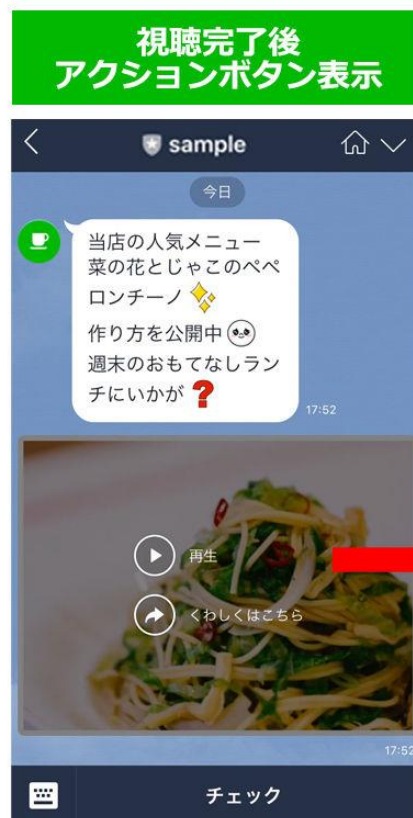 視聴完了後
アクションボタン表示
sample
今日
当店の人気メニュー
菜の花とじゃこのペペ
ロンチーノ
作り方を公開中
週末のおもてなしラン
チにいかが❓
17:52
再生
くわしくはこちら
17:52
チェック